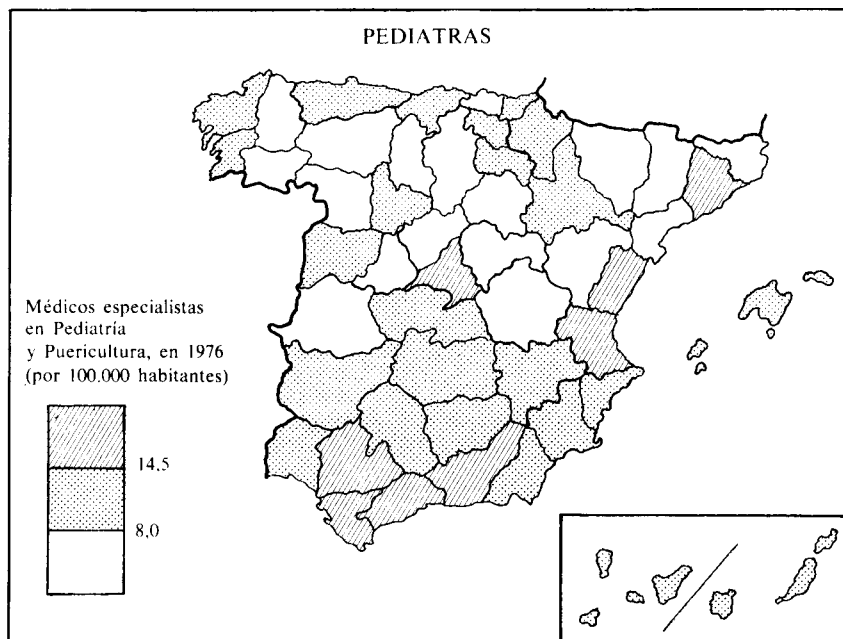 PEDIATRAS
Médicos especialistas
en Pediatría
y Puericultura, en 1976
(por 100.000 habitantes)
14,5
8,0